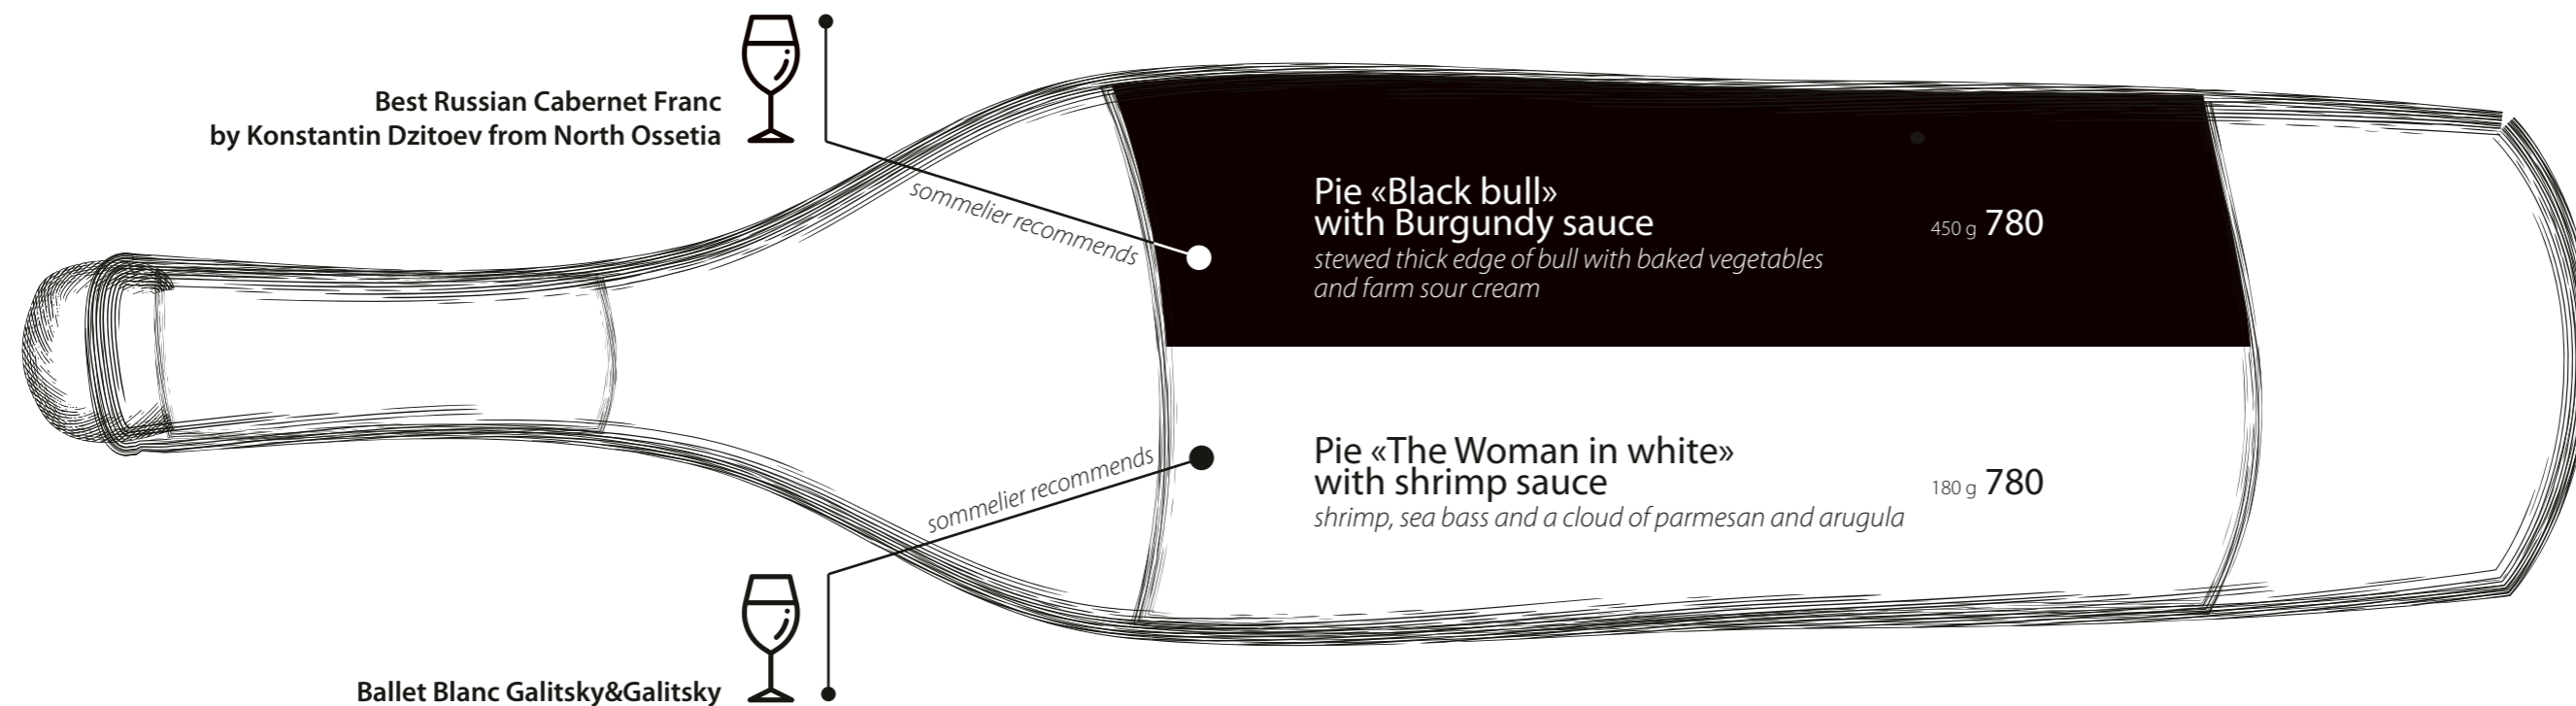 Best Russian Cabernet Franc
by Konstantin Dzitoev from North Ossetia
sommelier recommends
Pie «Black bull»
with Burgundy sauce
450 g 780
stewed thick edge of bull with baked vegetables
and farm sour cream
Pie «The Woman in white»
with shrimp sauce
180 g 780
shrimp, sea bass and a cloud of parmesan and arugula
sommelier recommends
Ballet Blanc Galitsky&Galitsky